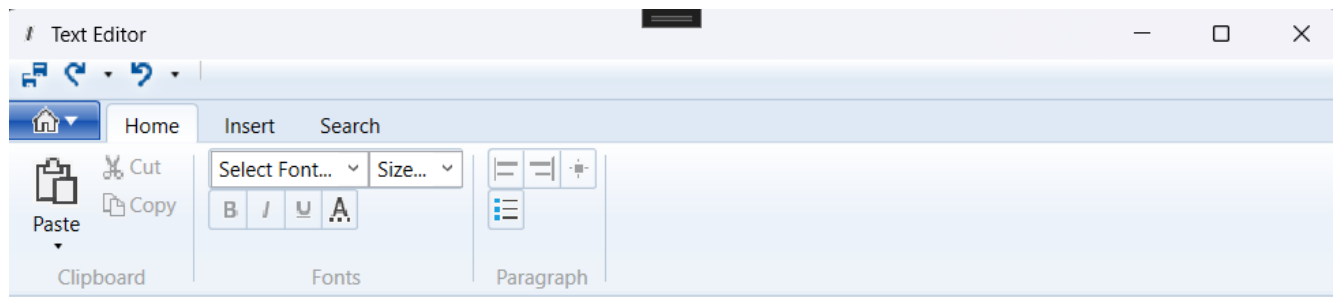 Text Editor
Home Insert Search
Cut
Select Font... Size...
Copy
B I U A
Paste
Clipboard Fonts Paragraph